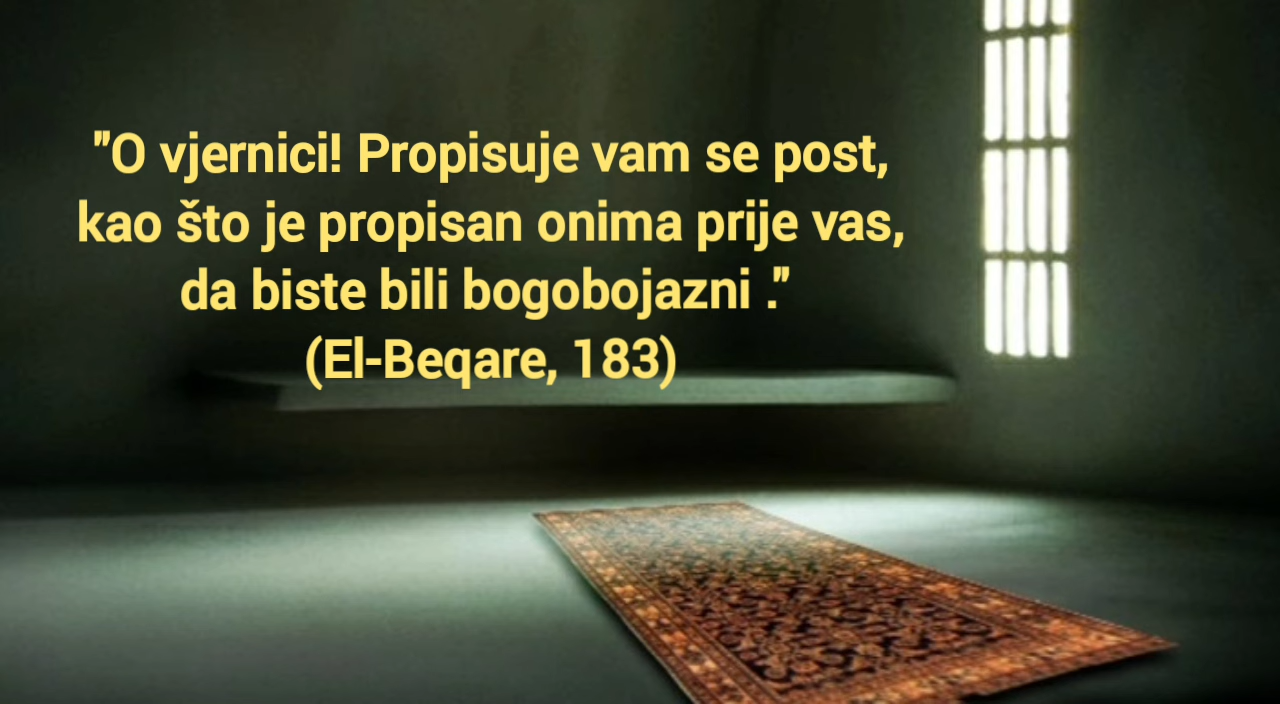 "O vjernici! Propisuje vam se post,
kao što je propisan onima prije vas,
da biste bili bogobojazni ."
(El-Beqare, 183)